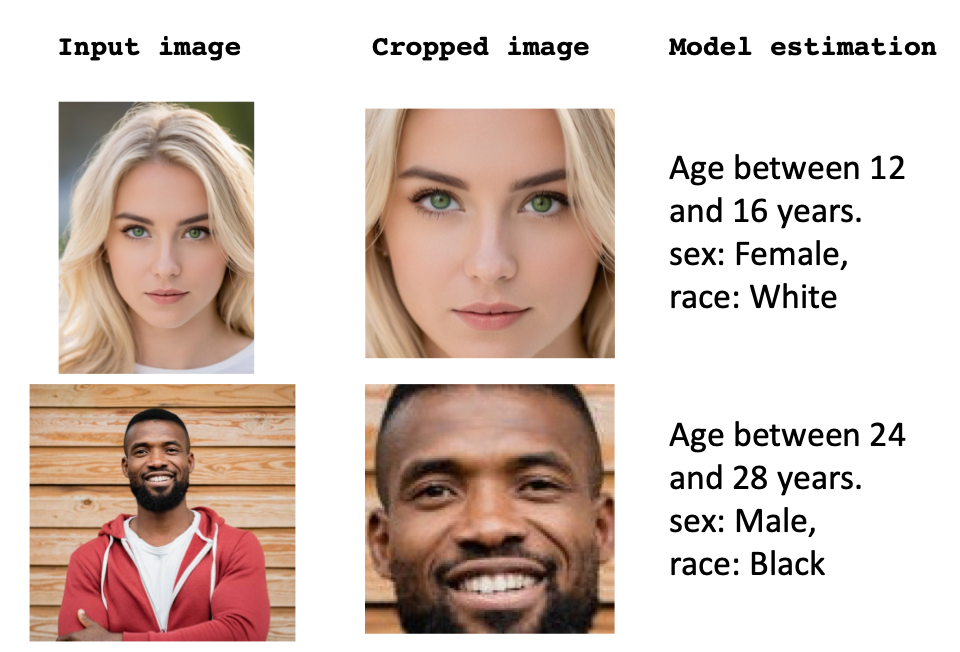 Input image
Cropped image
Model estimation
Age between 12
and 16 years.
sex: Female,
race: White
Age between 24
and 28 years.
sex: Male,
race: Black